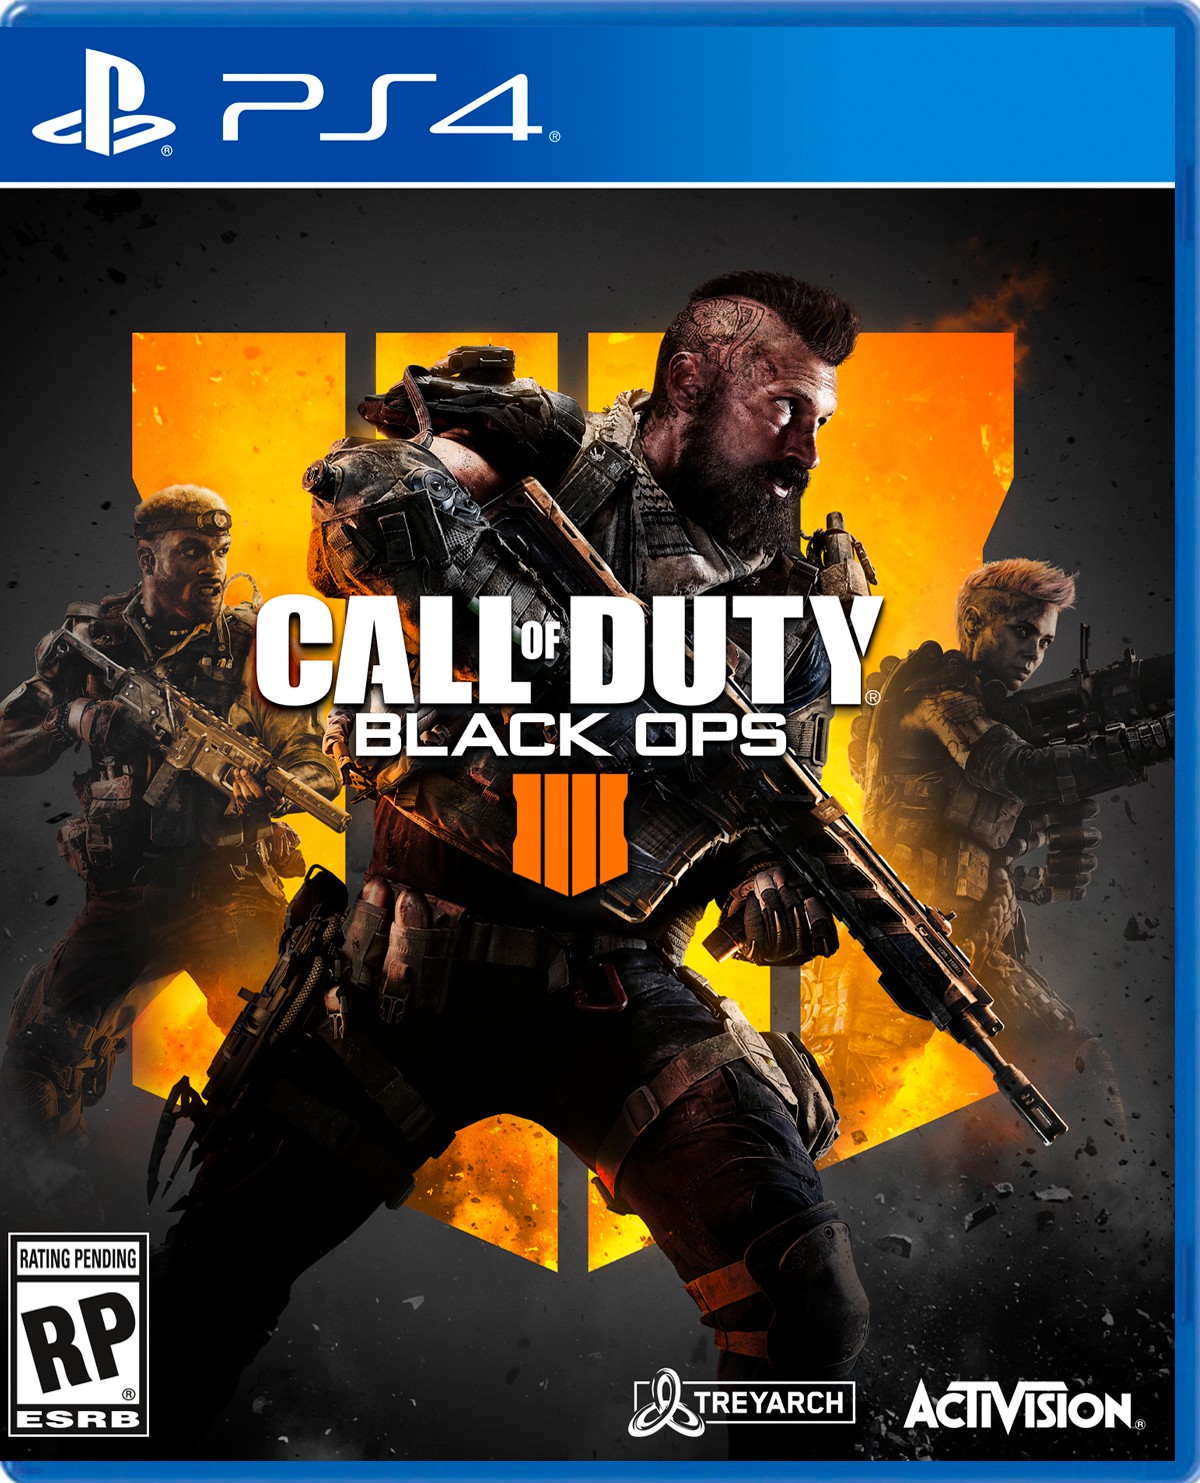 PS4®
CALL OF DUTY®
BLACK OPS
IIII
RATING PENDING
RP®
ESRB
TREYARCH
ACTIVISION®